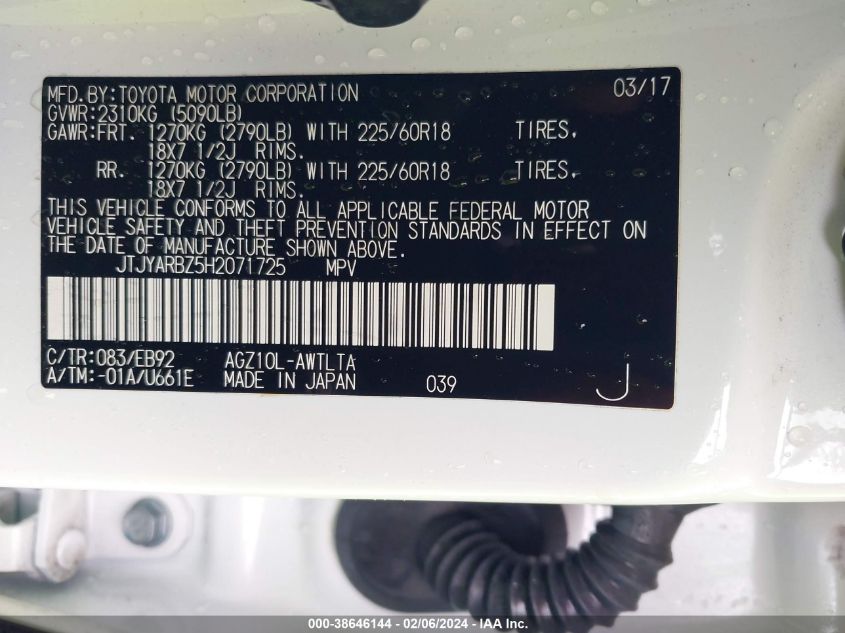 MFD.BY:TOYOTA MOTOR CORPORATION 03/17
GVWR:2310KG (5090LB)
GAWR:FRT. 1270KG (2790LB) WITH 225/60R18 TIRES,
18X7 1/2J RIMS.
RR. 1270KG (2790LB) WITH 225/60R18 TIRES,
18X7 1/2J RIMS.
THIS VEHICLE CONFORMS TO ALL APPLICABLE FEDERAL MOTOR
VEHICLE SAFETY AND THEFT PREVENTION STANDARDS IN EFFECT ON
THE DATE OF MANUFACTURE SHOWN ABOVE.
JTJYARBZ5H2071725 MPV
C/TR:083/EB92 AGZ10L-AWTLTA
A/TM:-01A/U661E MADE IN JAPAN 039 J
000-38646144 - 02/06/2024 - IAA Inc.